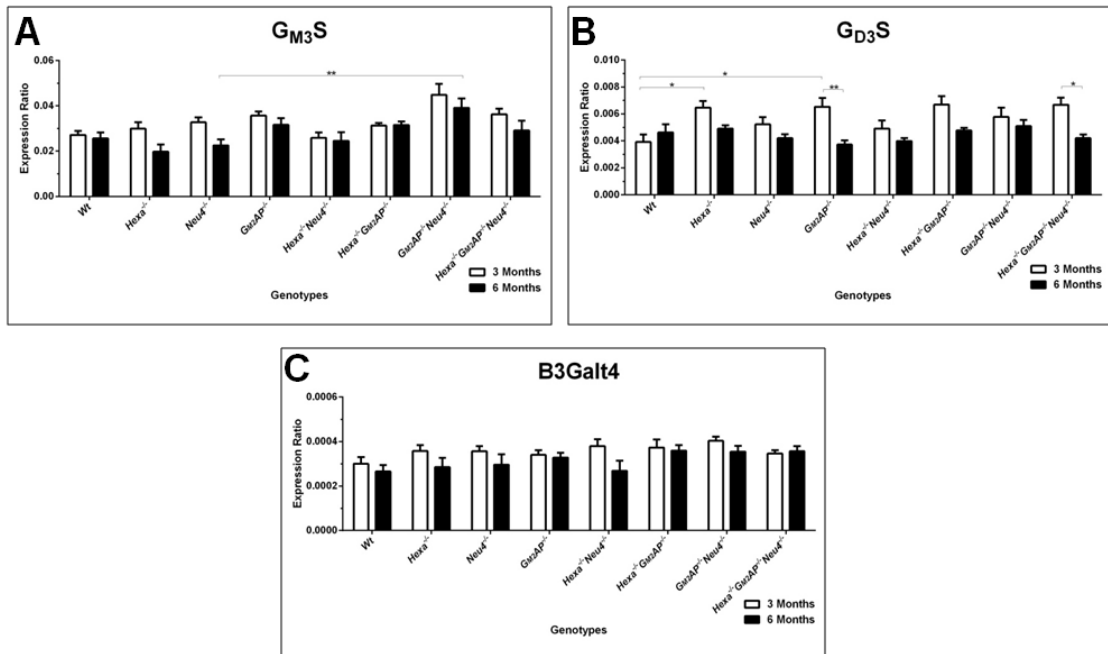 A
GM3S
**
Expression Ratio
0.06
0.04
0.02
0.00
Wt
Hexa-/-
Neu4-/-
GM2AP-/-
Hexa-/-Neu4-/-
Hexa-/-GM2AP-/-
GM2AP-/-Neu4-/-
Hexa-/-GM2AP-/-Neu4-/-
3 Months
6 Months
Genotypes
B
GD3S
*
*
**
*
Expression Ratio
0.010
0.008
0.006
0.004
0.002
0.000
Wt
Hexa-/-
Neu4-/-
GM2AP-/-
Hexa-/-Neu4-/-
Hexa-/-GM2AP-/-
GM2AP-/-Neu4-/-
Hexa-/-GM2AP-/-Neu4-/-
3 Months
6 Months
Genotypes
C
B3Galt4
Expression Ratio
0.0006
0.0004
0.0002
0.0000
Wt
Hexa-/-
Neu4-/-
GM2AP-/-
Hexa-/-Neu4-/-
Hexa-/-GM2AP-/-
GM2AP-/-Neu4-/-
Hexa-/-GM2AP-/-Neu4-/-
3 Months
6 Months
Genotypes